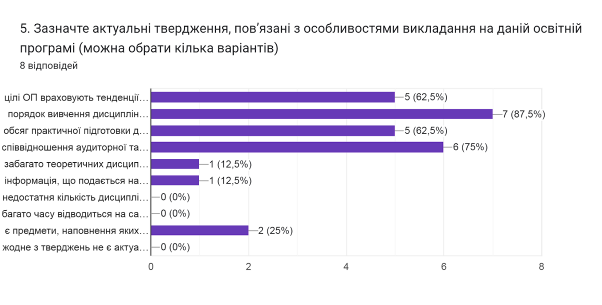 5. Зазначте актуальні твердження, пов’язані з особливостями викладання на даній освітній
програмі (можна обрати кілька варіантів)
8 відповідей
цілі ОП враховують тенденції…
5 (62,5%)
порядок вивчення дисциплін…
7 (87,5%)
обсяг практичної підготовки д…
5 (62,5%)
співвідношення аудиторної та…
6 (75%)
забагато теоретичних дисцип…
1 (12,5%)
інформація, що подається на…
1 (12,5%)
недостатня кількість дисциплі…
0 (0%)
багато часу відводиться на са…
0 (0%)
є предмети, наповнення яких…
2 (25%)
жодне з тверджень не є актуа…
0 (0%)
0 2 4 6 8